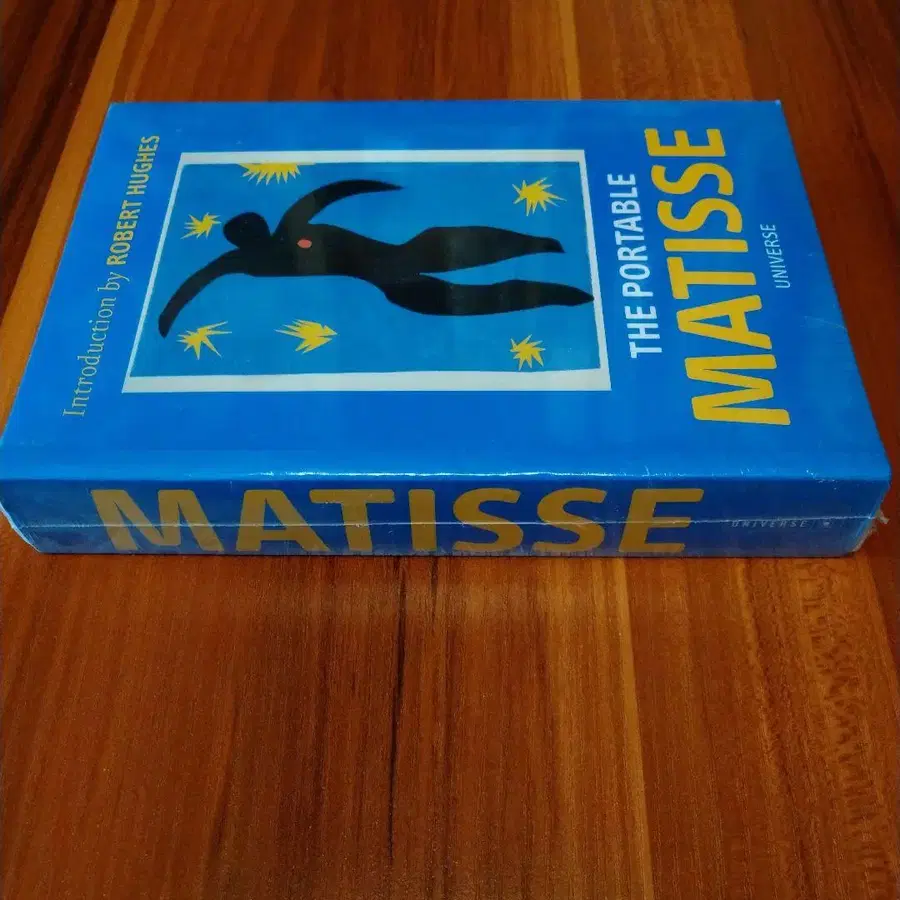 Introduction by ROBERT HUGHES
THE PORTABLE
MATISSE
UNIVERSE
MATISSE
UNIVERSE